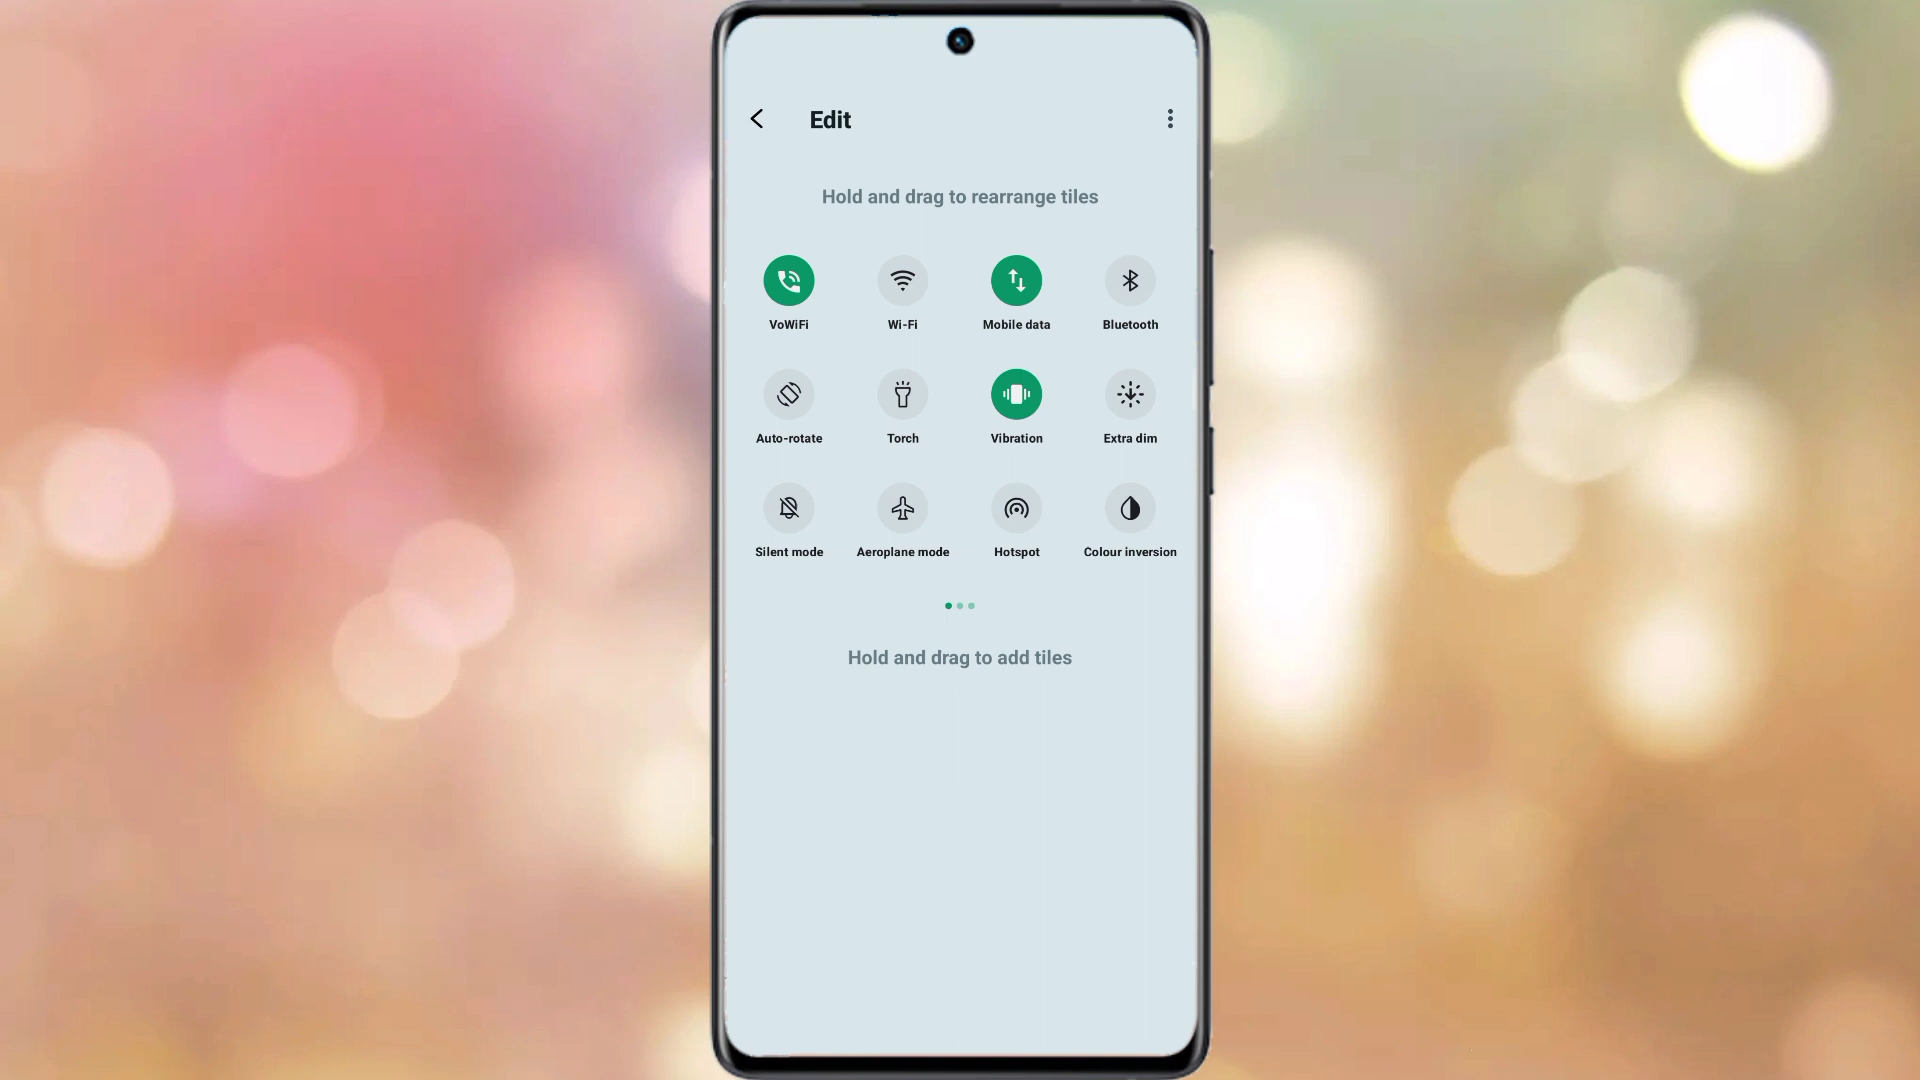 Edit
Hold and drag to rearrange tiles
VoWiFi Wi-Fi Mobile data Bluetooth
Auto-rotate Torch Vibration Extra dim
Silent mode Aeroplane mode Hotspot Colour inversion
Hold and drag to add tiles